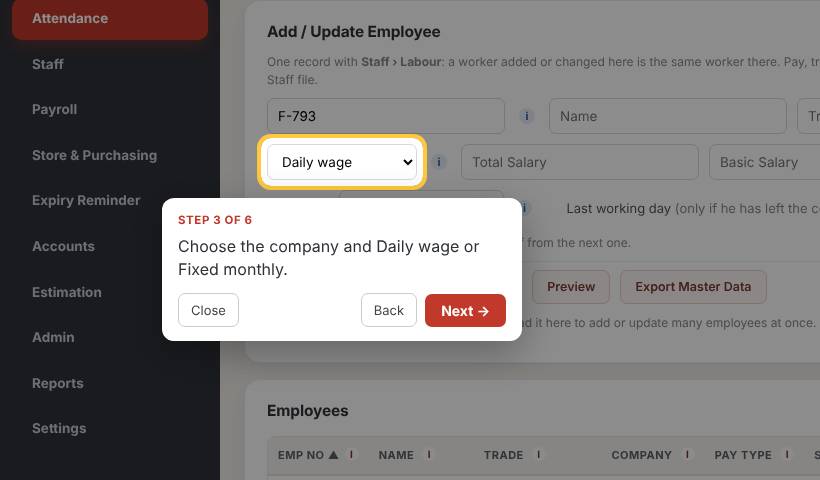 Attendance
Staff
Payroll
Store & Purchasing
Expiry Reminder
Accounts
Estimation
Admin
Reports
Settings
Add / Update Employee
One record with Staff › Labour: a worker added or changed here is the same worker there. Pay, tr
Staff file.
F-793
i
Name
Tr
Daily wage
i
Total Salary
Basic Salary
Last working day (only if he has left the c
from the next one.
STEP 3 OF 6
Choose the company and Daily wage or
Fixed monthly.
Close
Back
Next →
Preview
Export Master Data
d it here to add or update many employees at once.
Employees
EMP NO ▲ i
NAME i
TRADE i
COMPANY i
PAY TYPE i
S